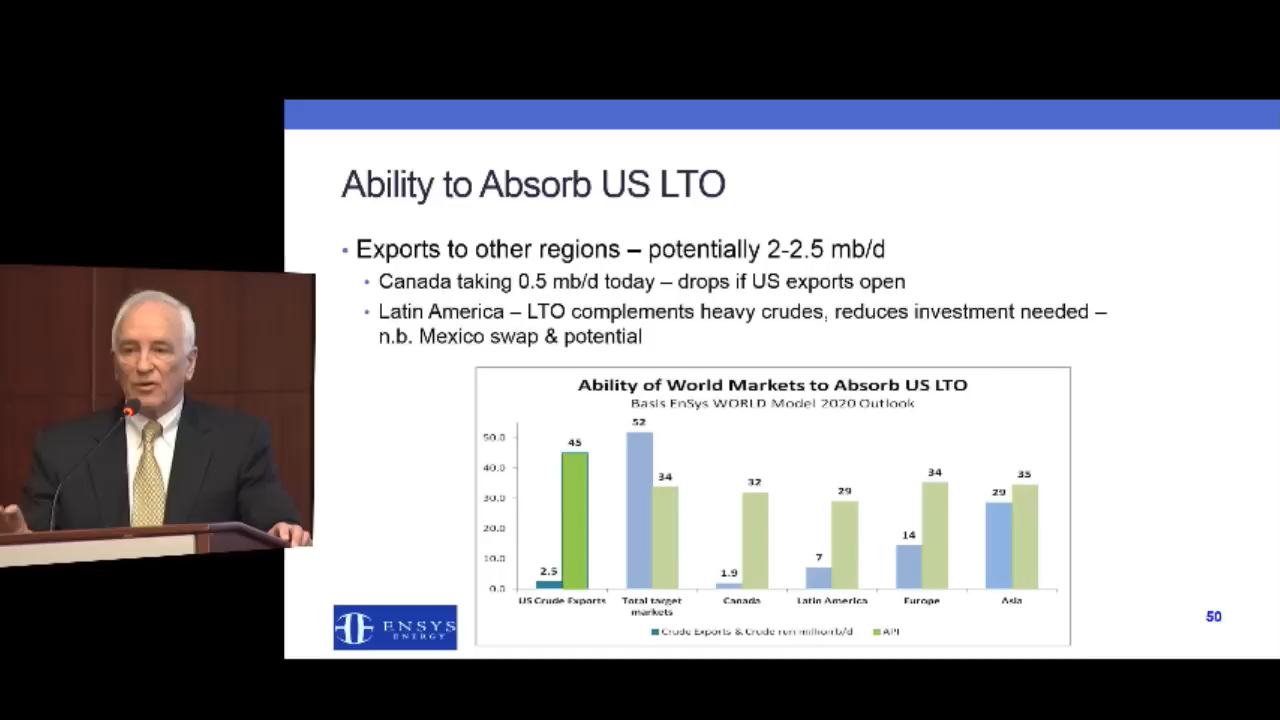 Ability to Absorb US LTO
• Exports to other regions – potentially 2-2.5 mb/d
• Canada taking 0.5 mb/d today – drops if US exports open
• Latin America – LTO complements heavy crudes, reduces investment needed –
n.b. Mexico swap & potential
Ability of World Markets to Absorb US LTO
Basis EnSys WORLD Model 2020 Outlook
50.0
40.0
30.0
20.0
10.0
0.0
2.5
45
52
34
1.9
32
7
29
14
34
29
35
US Crude Exports
Total target
markets
Canada
Latin America
Europe
Asia
Crude Exports & Crude run million b/d
API
ENSYS
ENERGY
50